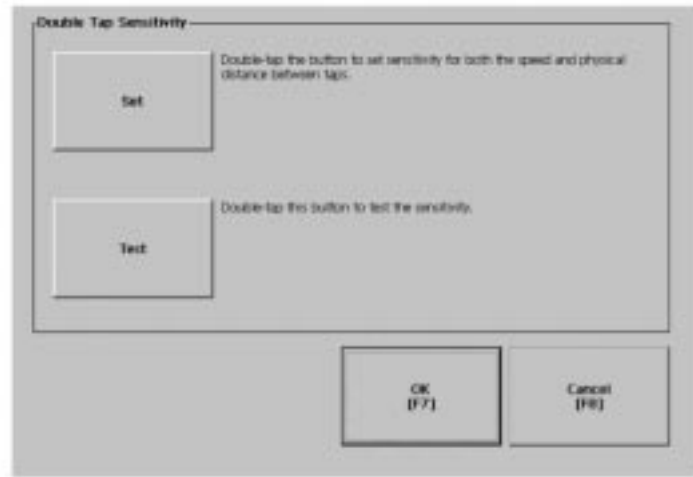 Double Tap Sensitivity
Set
Double-tap the button to set sensitivity for both the speed and physical
distance between taps.
Test
Double-tap this button to test the sensitivity.
OK
[F7]
Cancel
[F8]